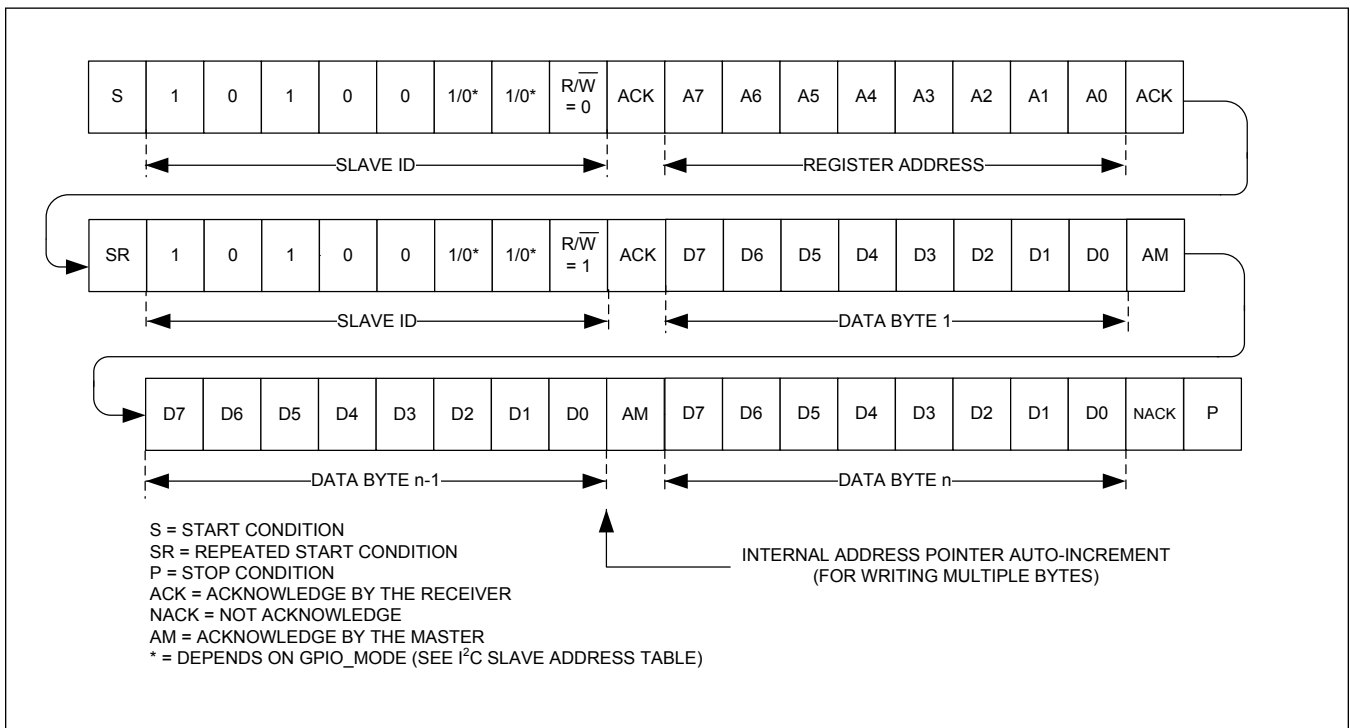 S 1 0 1 0 0 1/0* 1/0* R/W̅ = 0 ACK A7 A6 A5 A4 A3 A2 A1 A0 ACK
SLAVE ID REGISTER ADDRESS
SR 1 0 1 0 0 1/0* 1/0* R/W̅ = 1 ACK D7 D6 D5 D4 D3 D2 D1 D0 AM
SLAVE ID DATA BYTE 1
D7 D6 D5 D4 D3 D2 D1 D0 AM D7 D6 D5 D4 D3 D2 D1 D0 NACK P
DATA BYTE n-1 DATA BYTE n
S = START CONDITION
SR = REPEATED START CONDITION
P = STOP CONDITION
ACK = ACKNOWLEDGE BY THE RECEIVER
NACK = NOT ACKNOWLEDGE
AM = ACKNOWLEDGE BY THE MASTER
* = DEPENDS ON GPIO_MODE (SEE I²C SLAVE ADDRESS TABLE)
INTERNAL ADDRESS POINTER AUTO-INCREMENT
(FOR WRITING MULTIPLE BYTES)